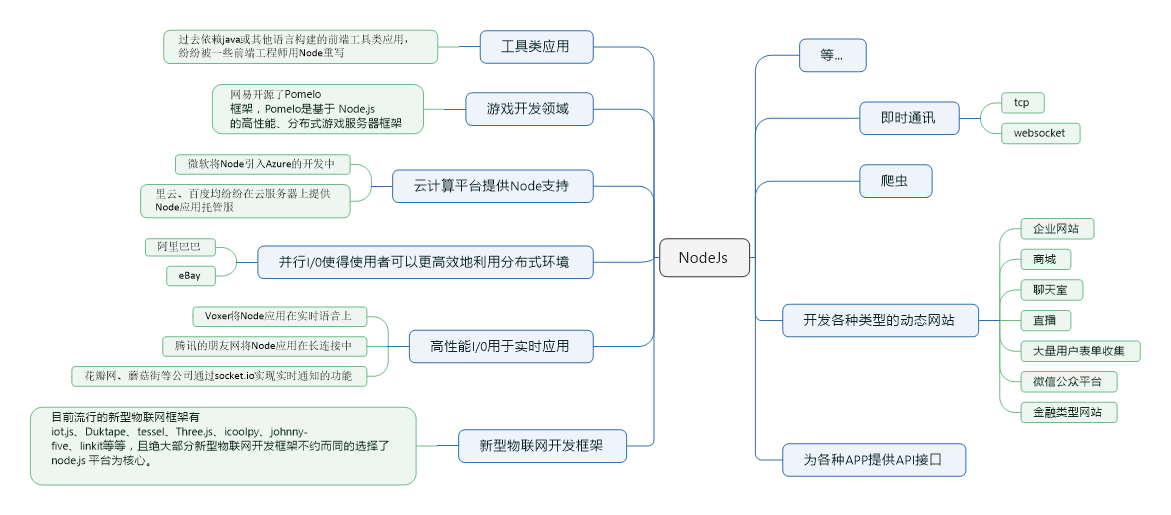 过去依赖java或其他语言构建的前端工具类应用，
纷纷被一些前端工程师用Node重写
工具类应用
网易开源了Pomelo
框架，Pomelo是基于 Node.js
的高性能、分布式游戏服务器框架
游戏开发领域
微软将Node引入Azure的开发中
里云、百度均纷纷在云服务器上提供
Node应用托管服
云计算平台提供Node支持
阿里巴巴
eBay
并行I/0使得使用者可以更高效地利用分布式环境
Voxer将Node应用在实时语音上
腾讯的朋友网将Node应用在长连接中
花瓣网、蘑菇街等公司通过socket.io实现实时通知的功能
高性能I/0用于实时应用
目前流行的新型物联网框架有
iot.js、Duktape、tessel、Three.js、icoolpy、johnny-
five、linkit等等，且绝大部分新型物联网开发框架不约而同的选择了
node.js 平台为核心。
新型物联网开发框架
NodeJs
等...
即时通讯
tcp
websocket
爬虫
开发各种类型的动态网站
企业网站
商城
聊天室
直播
大量用户表单收集
微信公众平台
金融类型网站
为各种APP提供API接口